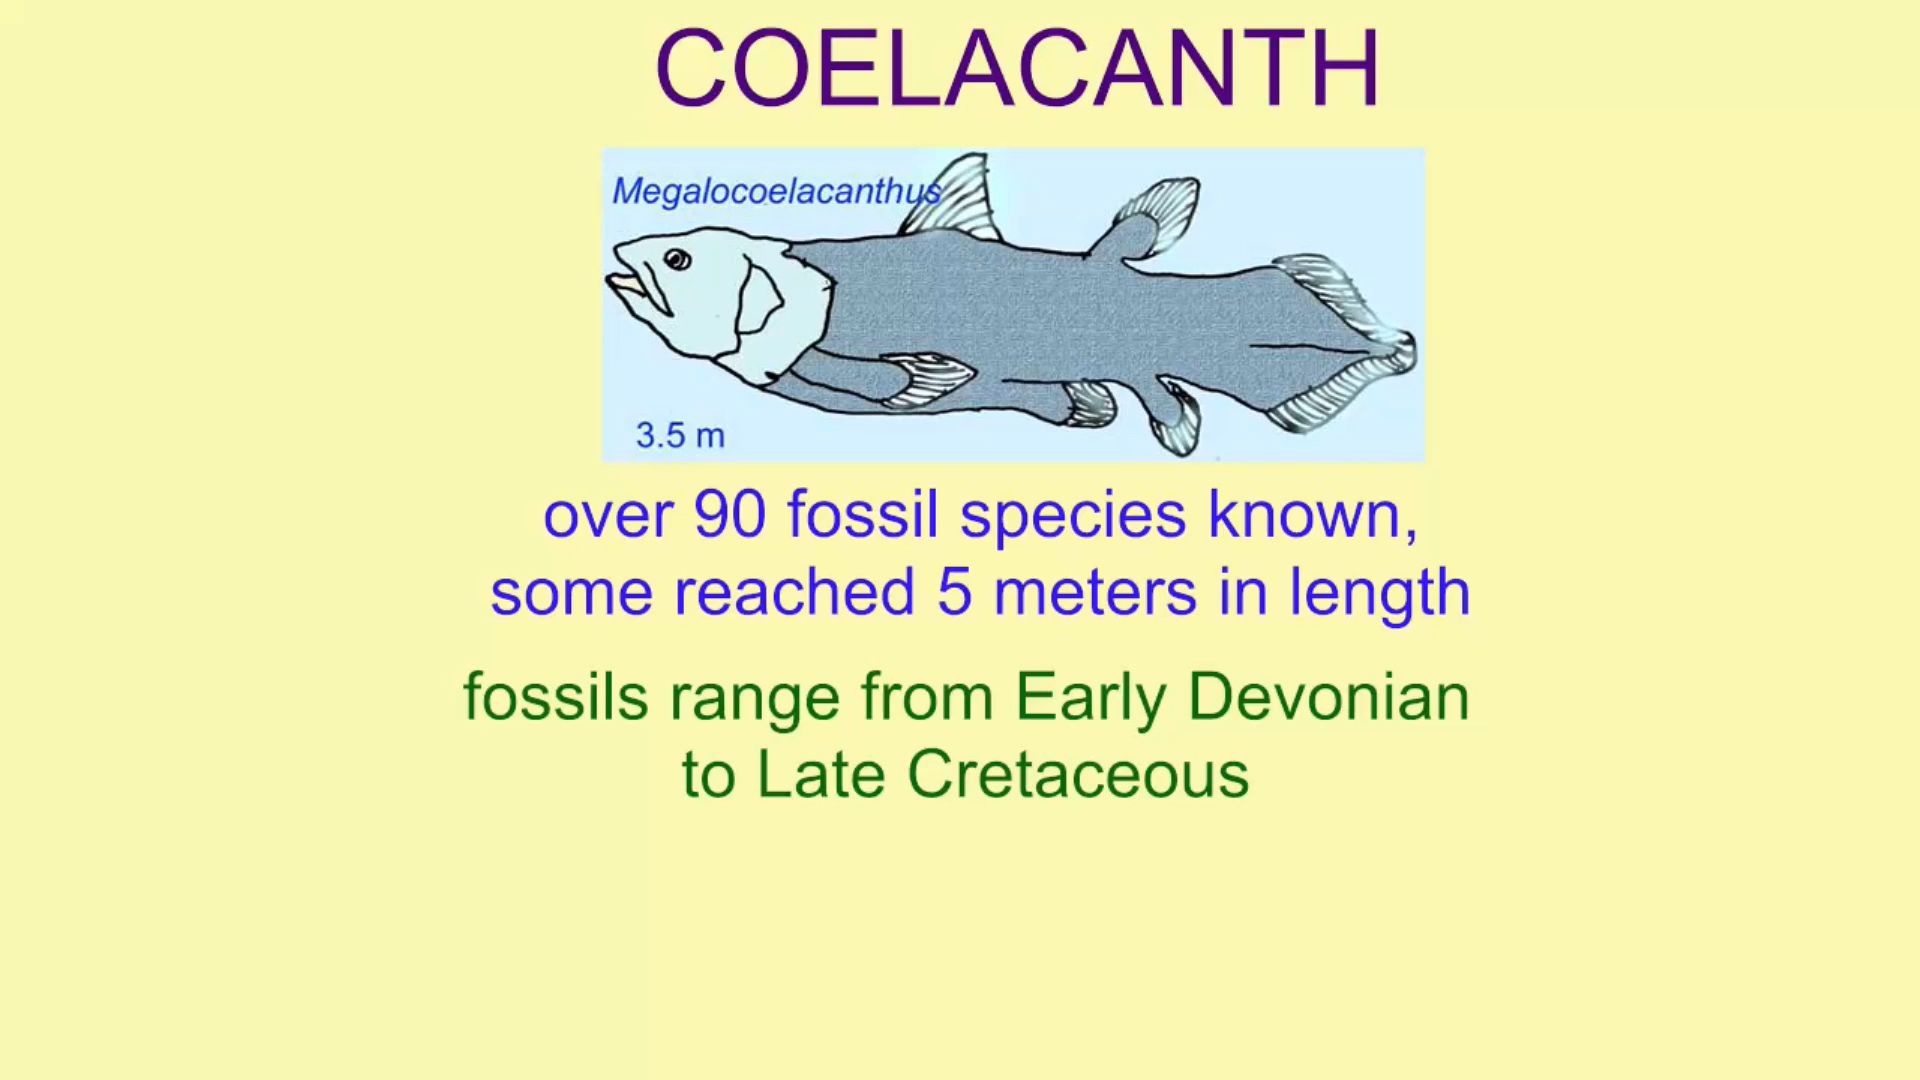 COELACANTH
Megalocoelacanthus
3.5 m
over 90 fossil species known,
some reached 5 meters in length
fossils range from Early Devonian
to Late Cretaceous